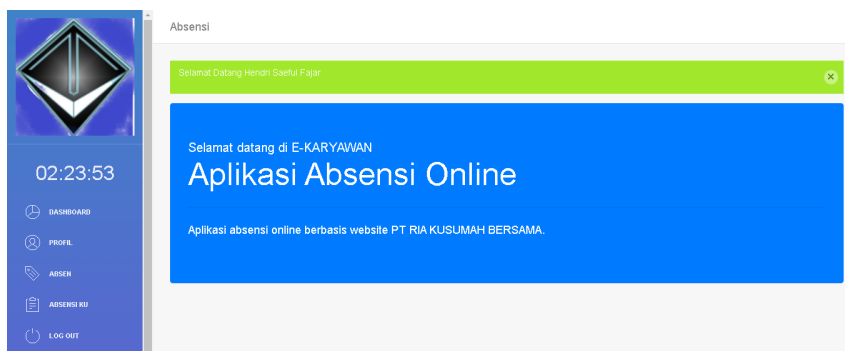 02:23:53
DASHBOARD
PROFIL
ABSEN
ABSENSI KU
LOG OUT
Absensi
Selamat Datang Hendri Saeful Fajar
Selamat datang di E-KARYAWAN
Aplikasi Absensi Online
Aplikasi absensi online berbasis website PT RIA KUSUMAH BERSAMA.